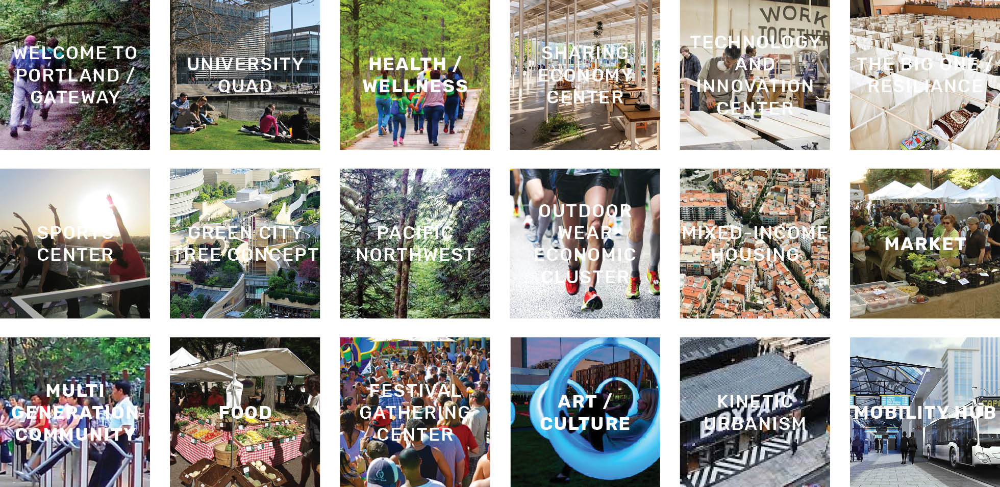 WELCOME TO
PORTLAND /
GATEWAY
UNIVERSITY
QUAD
HEALTH /
WELLNESS
SHARING
ECONOMY
CENTER
WORK
TOGETHER
TECHNOLOGY
AND
INNOVATION
CENTER
THE BIG ONE /
RESILIANCE
SPORTS
CENTER
GREEN CITY
TREE CONCEPT
PACIFIC
NORTHWEST
OUTDOOR
WEAR
ECONOMIC
CLUSTER
MIXED-INCOME
HOUSING
MARKET
MULTI
GENERATION
COMMUNITY
FOOD
FESTIVAL
GATHERING
CENTER
ART /
CULTURE
KINETIC
URBANISM
MOBILITY HUB